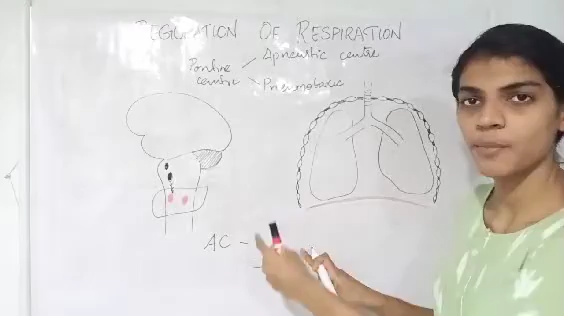 REGULATION OF RESPIRATION
Pontine centre
Apneustic centre
Pneumotaxic
AC -
-